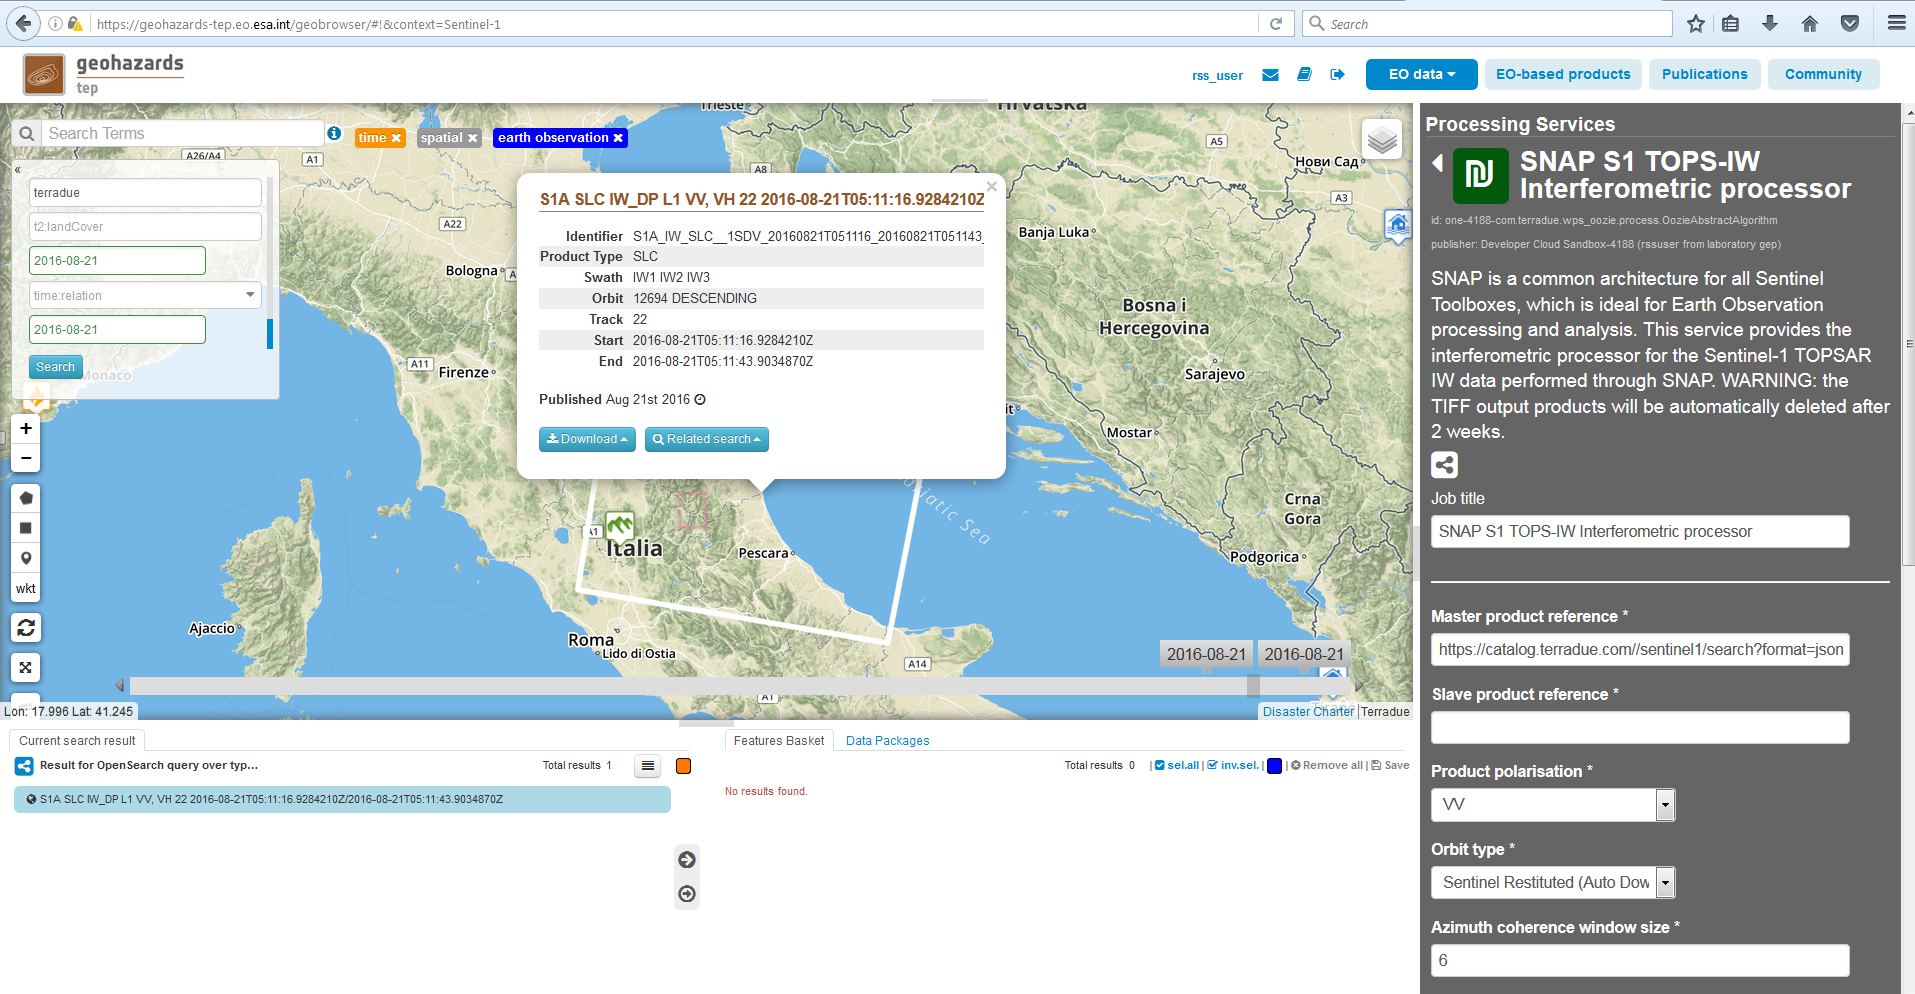 https://geohazards-tep.eo.esa.int/geobrowser/#!&context=Sentinel-1
Search
geohazards
tep
rss_user
EO data
EO-based products
Publications
Community
Search Terms
time
spatial
earth observation
«
terradue
t2:landCover
2016-08-21
time:relation
2016-08-21
Search
Monaco
+
−
wkt
Trieste
Hrvatska
A26/A4
A1
A8
A5
Нови Сад
A3
A22
Banja Luka
Bologna
Bosna i
Hercegovina
A11
Firenze
Sarajevo
Mostar
Crna
Gora
Adriatic Sea
A1
Italia
Pescara
Podgorica
Ajaccio
Roma
Lido di Ostia
A14
A1
S1A SLC IW_DP L1 VV, VH 22 2016-08-21T05:11:16.9284210Z
Identifier S1A_IW_SLC__1SDV_20160821T051116_20160821T051143_
Product Type SLC
Swath IW1 IW2 IW3
Orbit 12694 DESCENDING
Track 22
Start 2016-08-21T05:11:16.9284210Z
End 2016-08-21T05:11:43.9034870Z
Published Aug 21st 2016
Download
Related search
2016-08-21
2016-08-21
Lon: 17.996 Lat: 41.245
Disaster Charter | Terradue
Current search result
Result for OpenSearch query over typ...
Total results 1
S1A SLC IW_DP L1 VV, VH 22 2016-08-21T05:11:16.9284210Z/2016-08-21T05:11:43.9034870Z
Features Basket
Data Packages
Total results 0 | sel.all | inv.sel. | | Remove all | Save
No results found.
Processing Services
SNAP S1 TOPS-IW
Interferometric processor
id: one-4188-com.terradue.wps_oozie.process.OozieAbstractAlgorithm
publisher: Developer Cloud Sandbox-4188 (rssuser from laboratory gep)
SNAP is a common architecture for all Sentinel
Toolboxes, which is ideal for Earth Observation
processing and analysis. This service provides the
interferometric processor for the Sentinel-1 TOPSAR
IW data performed through SNAP. WARNING: the
TIFF output products will be automatically deleted after
2 weeks.
Job title
SNAP S1 TOPS-IW Interferometric processor
Master product reference *
https://catalog.terradue.com//sentinel1/search?format=json
Slave product reference *
Product polarisation *
VV
Orbit type *
Sentinel Restituted (Auto Dow
Azimuth coherence window size *
6